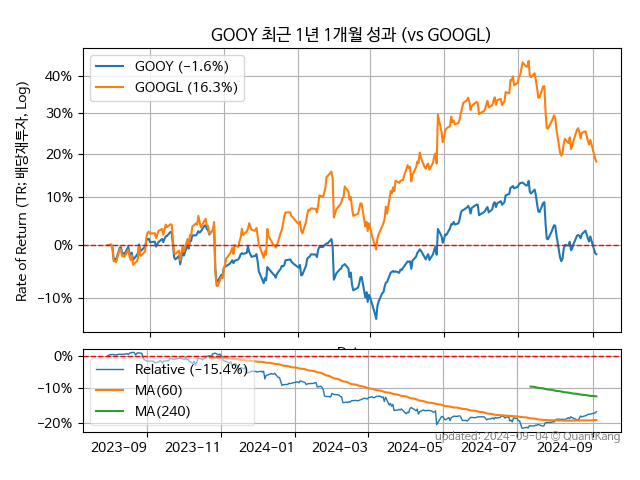 GOOY 최근 1년 1개월 성과 (vs GOOGL)
GOOY (-1.6%)
GOOGL (16.3%)
Rate of Return (TR: 배당재투자, Log)
40%
30%
20%
10%
0%
-10%
Relative (-15.4%)
MA(60)
MA(240)
0%
-10%
-20%
updated: 2024-09-04 © QuantKang
2023-09
2023-11
2024-01
2024-03
2024-05
2024-07
2024-09